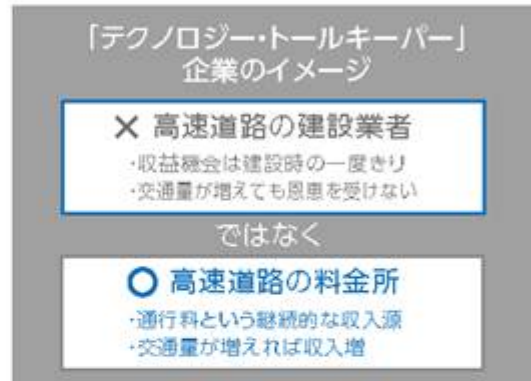 「テクノロジー・トールキーパー」
企業のイメージ
✕ 高速道路の建設業者
・収益機会は建設時の一度きり
・交通量が増えても恩恵を受けない
ではなく
○ 高速道路の料金所
・通行料という継続的な収入源
・交通量が増えれば収入増